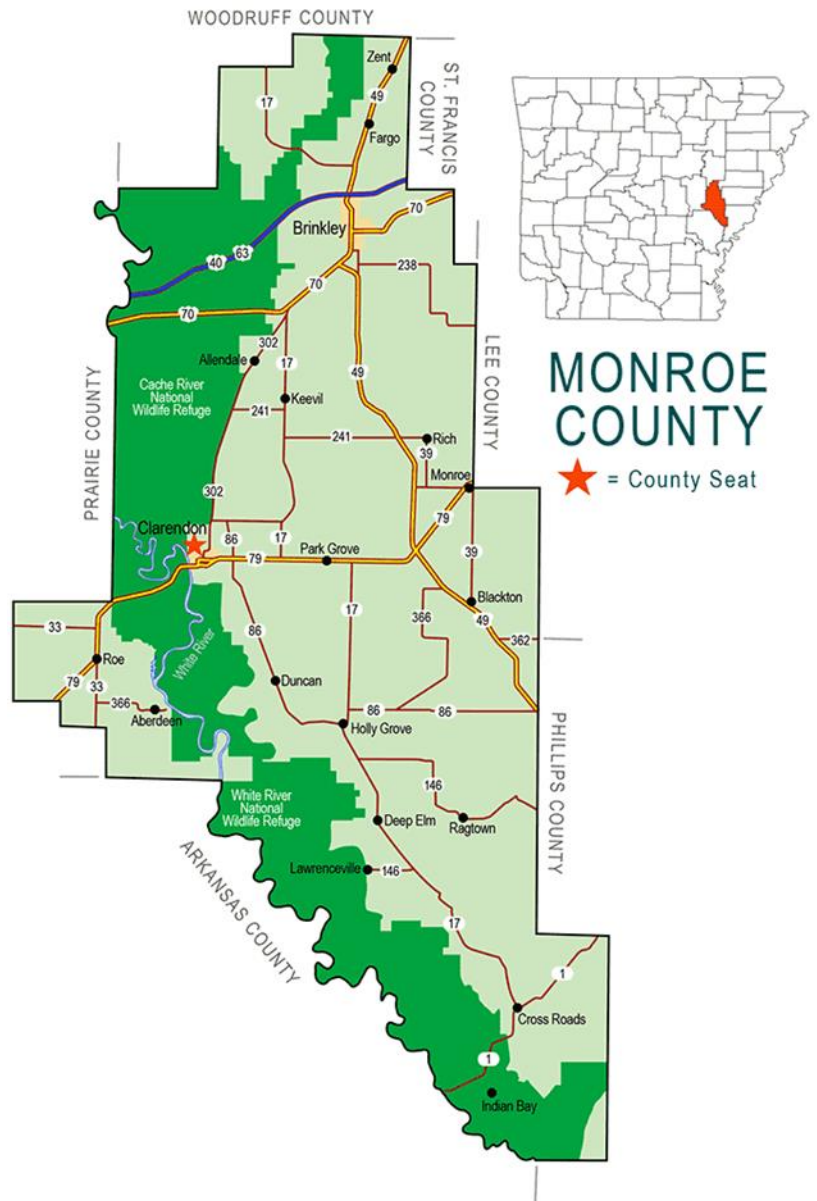 WOODRUFF COUNTY
Zent
ST. FRANCIS
COUNTY
17
49
Fargo
70
Brinkley
40
63
70
238
70
302
Allendale
17
49
LEE COUNTY
MONROE
COUNTY
= County Seat
Cache River
National
Wildlife Refuge
PRAIRIE COUNTY
Keevil
241
241
Rich
39
Monroe
302
79
Clarendon
86
17
Park Grove
79
39
17
Blackton
366
49
362
33
86
White River
Roe
79
33
366
Aberdeen
Duncan
86
86
Holly Grove
PHILLIPS COUNTY
146
White River
National
Wildlife Refuge
Deep Elm
Ragtown
ARKANSAS COUNTY
Lawrenceville
146
17
1
Cross Roads
1
Indian Bay